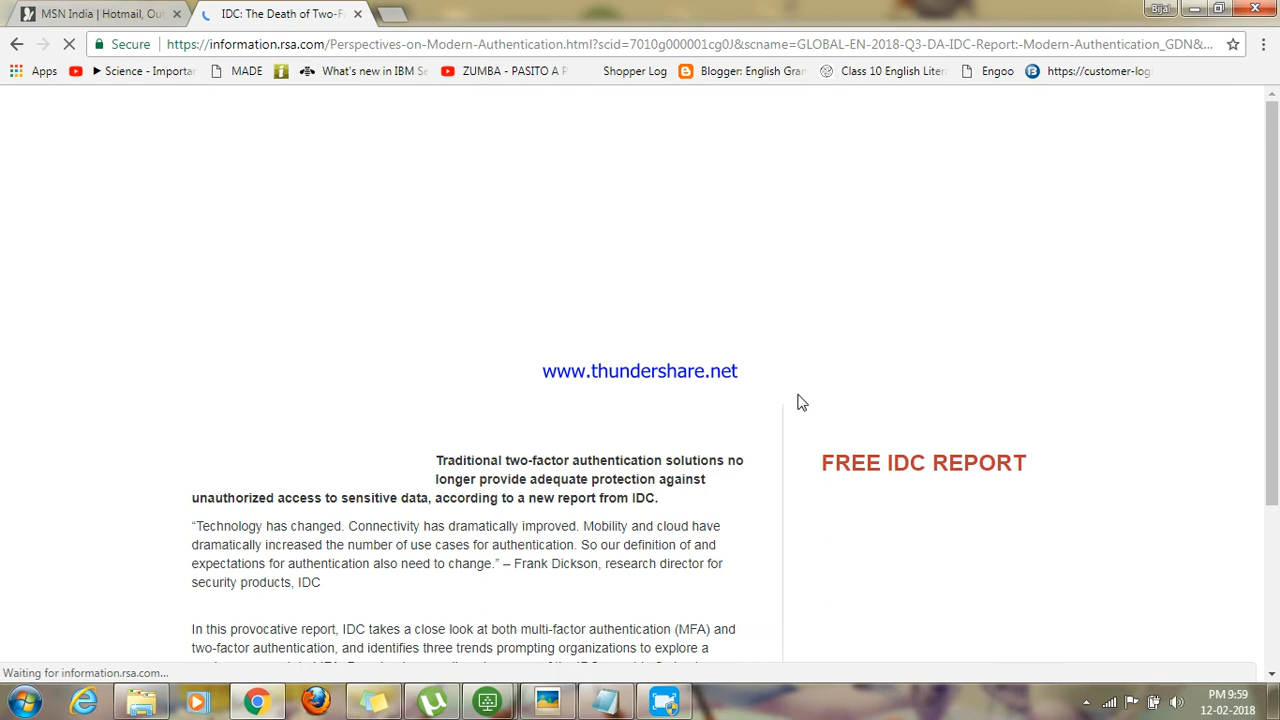 MSN India | Hotmail, Out
IDC: The Death of Two-F
Bijal
Secure
https://information.rsa.com/Perspectives-on-Modern-Authentication.html?scid=7010g000001cg0J&scname=GLOBAL-EN-2018-Q3-DA-IDC-Report:-Modern-Authentication_GDN&...
Apps
Science - Importa
MADE
What's new in IBM S
ZUMBA - PASITO A P
Shopper Log
Blogger: English Gra
Class 10 English Liter
Engoo
https://customer-log
www.thundershare.net
Traditional two-factor authentication solutions no
longer provide adequate protection against
unauthorized access to sensitive data, according to a new report from IDC.
FREE IDC REPORT
“Technology has changed. Connectivity has dramatically improved. Mobility and cloud have
dramatically increased the number of use cases for authentication. So our definition of and
expectations for authentication also need to change.” – Frank Dickson, research director for
security products, IDC
In this provocative report, IDC takes a close look at both multi-factor authentication (MFA) and
two-factor authentication, and identifies three trends prompting organizations to explore a
Waiting for information.rsa.com...
PM 9:59
12-02-2018